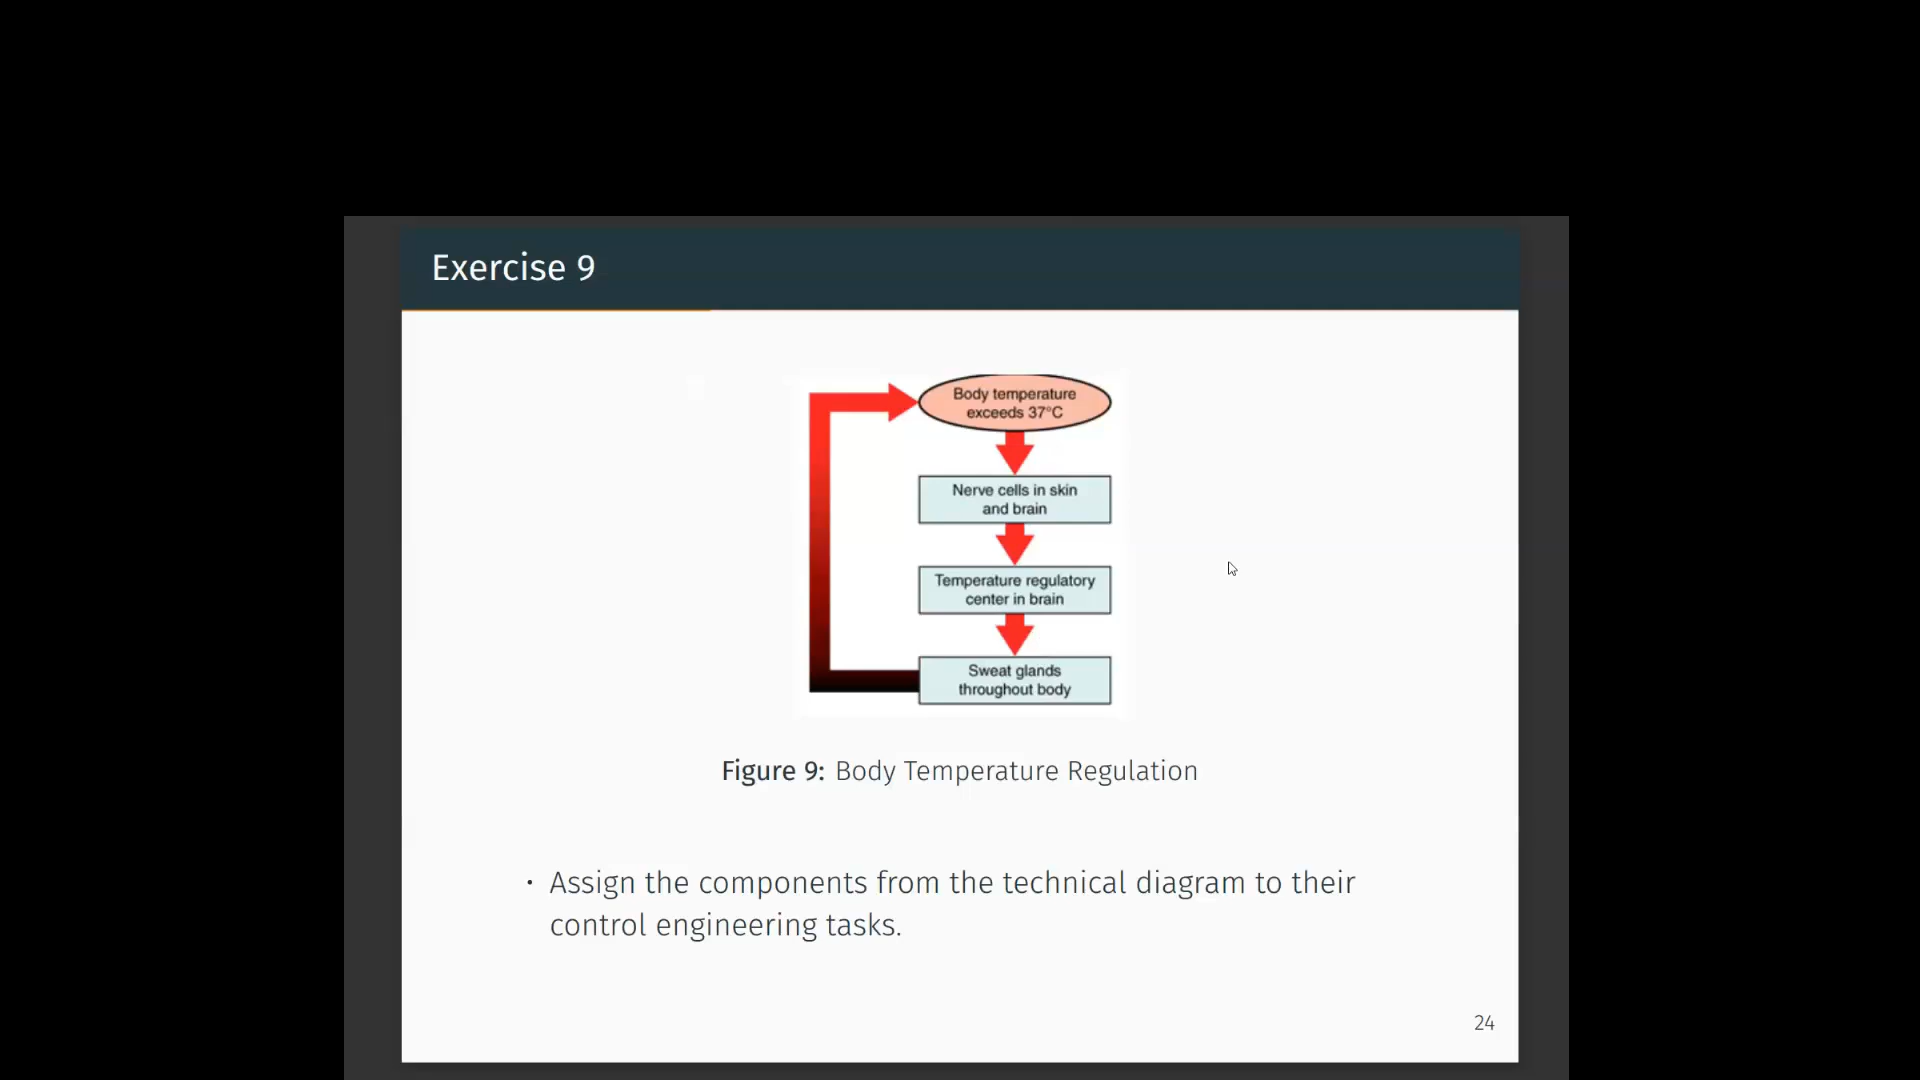 Exercise 9
Body temperature
exceeds 37°C
Nerve cells in skin
and brain
Temperature regulatory
center in brain
Sweat glands
throughout body
Figure 9: Body Temperature Regulation
• Assign the components from the technical diagram to their
control engineering tasks.
24